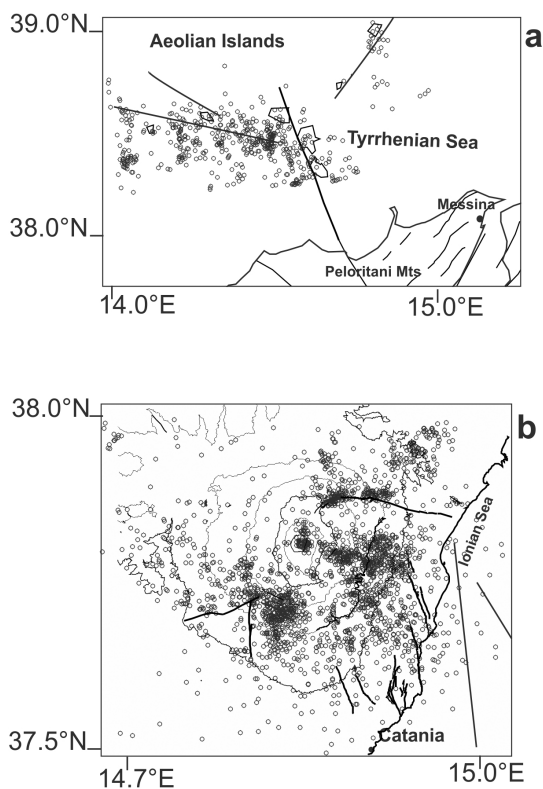 39.0°N
a
Aeolian Islands
Tyrrhenian Sea
Messina
38.0°N
Peloritani Mts
14.0°E
15.0°E
38.0°N
b
Ionian Sea
37.5°N
Catania
14.7°E
15.0°E